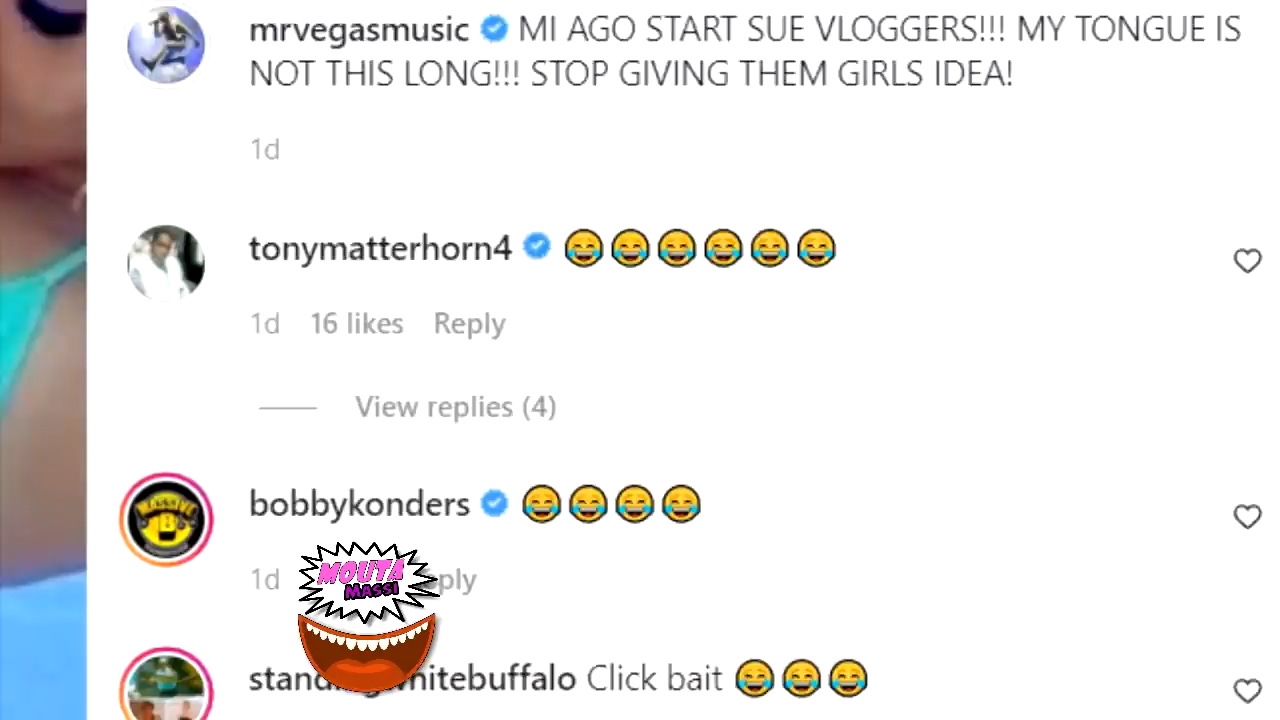 mrvegasmusic MI AGO START SUE VLOGGERS!!! MY TONGUE IS
NOT THIS LONG!!! STOP GIVING THEM GIRLS IDEA!
1d
tonymatterhorn4 😂😂😂😂😂😂
1d 16 likes Reply
View replies (4)
MASSIVE B
bobbykonders 😂😂😂😂
1d
MOUTA
MASSI
Click bait 😂😂😂